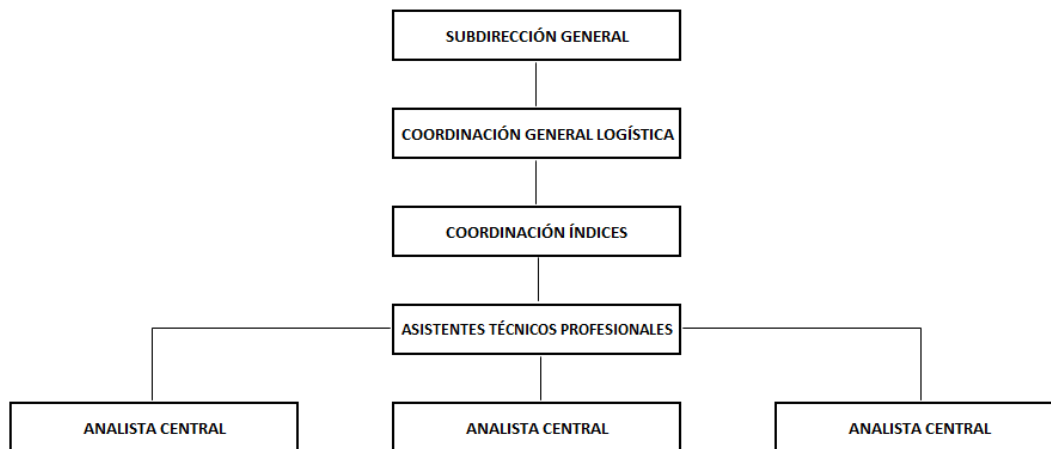 SUBDIRECCIÓN GENERAL
COORDINACIÓN GENERAL LOGÍSTICA
COORDINACIÓN ÍNDICES
ASISTENTES TÉCNICOS PROFESIONALES
ANALISTA CENTRAL
ANALISTA CENTRAL
ANALISTA CENTRAL